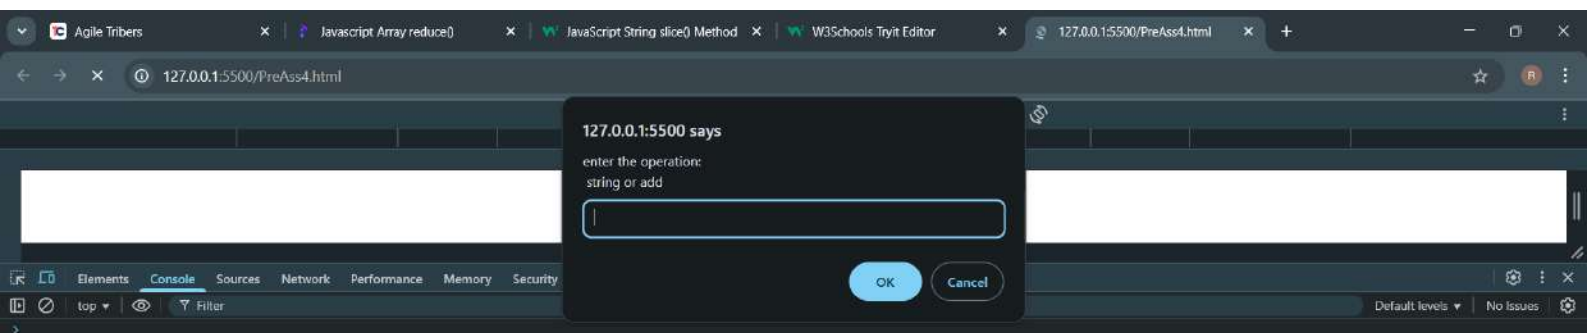 Agile Tribers
Javascript Array reduce()
JavaScript String slice() Method
W3Schools Tryit Editor
127.0.0.1:5500/PreAss4.html
127.0.0.1:5500/PreAss4.html
R
127.0.0.1:5500 says
enter the operation:
string or add
OK
Cancel
Elements Console Sources Network Performance Memory Security
top
Filter
Default levels
No Issues